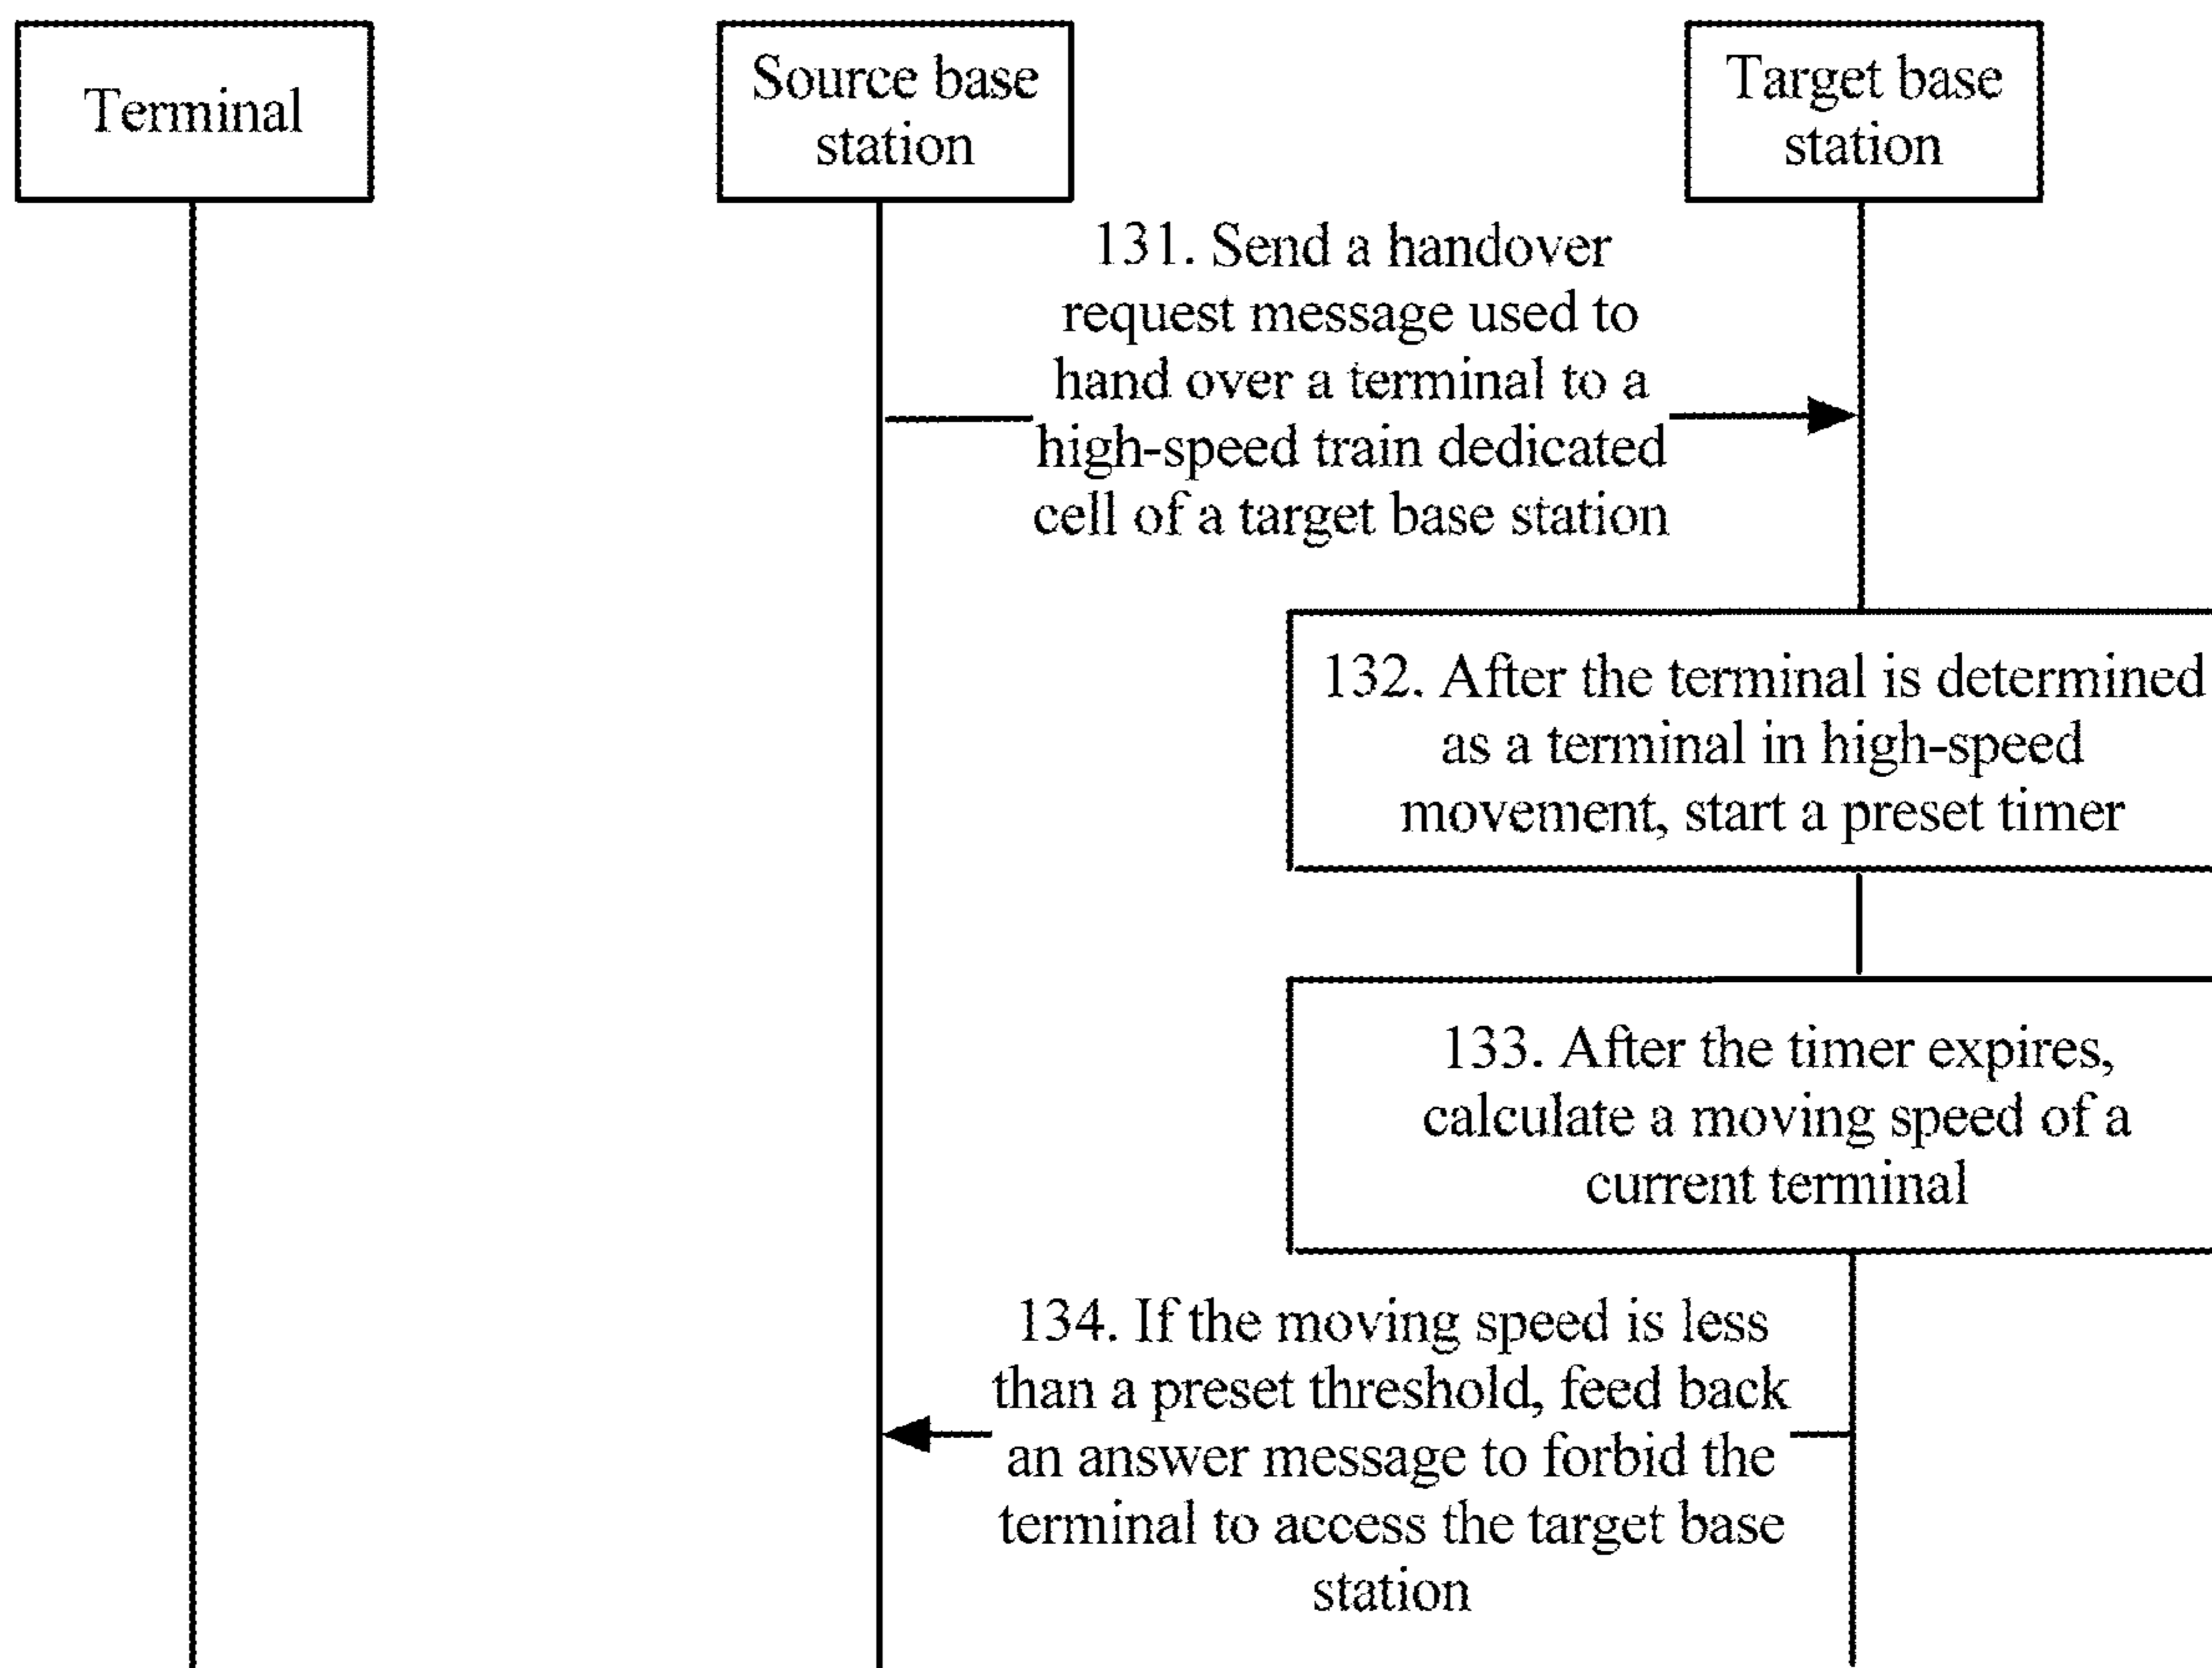 Terminal
Source base
station
Target base
station
131. Send a handover
request message used to
hand over a terminal to a
high-speed train dedicated
cell of a target base station
132. After the terminal is determined
as a terminal in high-speed
movement, start a preset timer
133. After the timer expires,
calculate a moving speed of a
current terminal
134. If the moving speed is less
than a preset threshold, feed back
an answer message to forbid the
terminal to access the target base
station